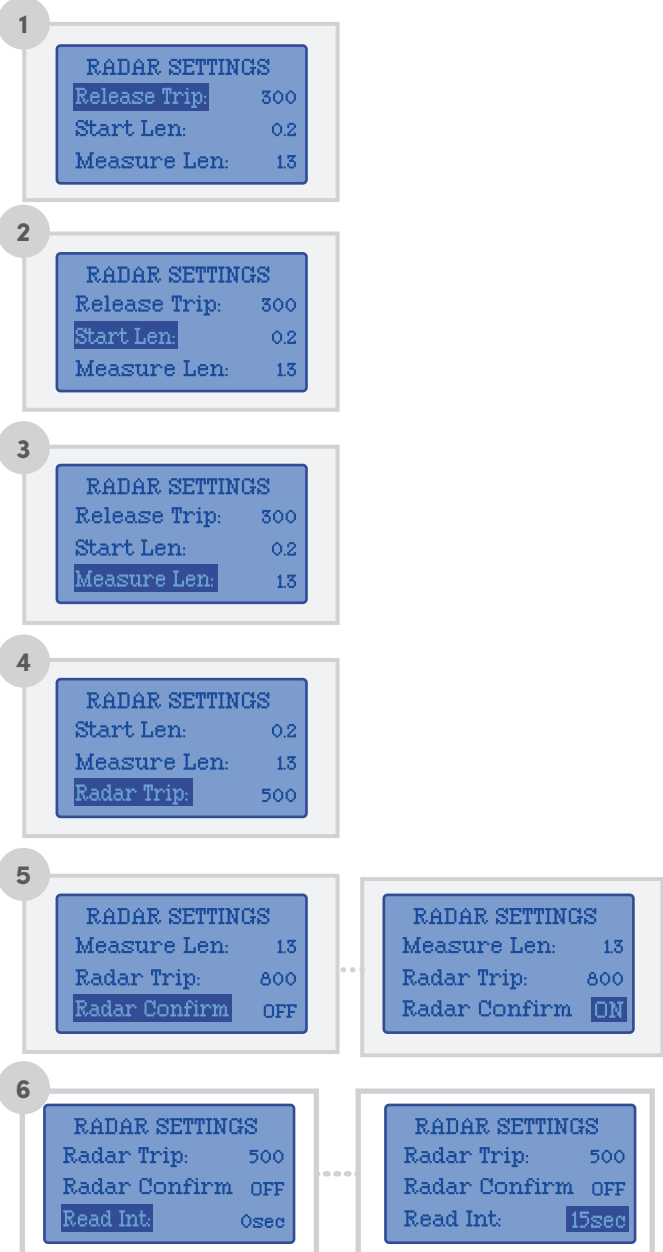 1
RADAR SETTINGS
Release Trip: 300
Start Len: 0.2
Measure Len: 1.3
2
RADAR SETTINGS
Release Trip: 300
Start Len: 0.2
Measure Len: 1.3
3
RADAR SETTINGS
Release Trip: 300
Start Len: 0.2
Measure Len: 1.3
4
RADAR SETTINGS
Start Len: 0.2
Measure Len: 1.3
Radar Trip: 500
5
RADAR SETTINGS
Measure Len: 1.3
Radar Trip: 800
Radar Confirm OFF
RADAR SETTINGS
Measure Len: 1.3
Radar Trip: 800
Radar Confirm ON
6
RADAR SETTINGS
Radar Trip: 500
Radar Confirm OFF
Read Int: 0sec
RADAR SETTINGS
Radar Trip: 500
Radar Confirm OFF
Read Int: 15sec